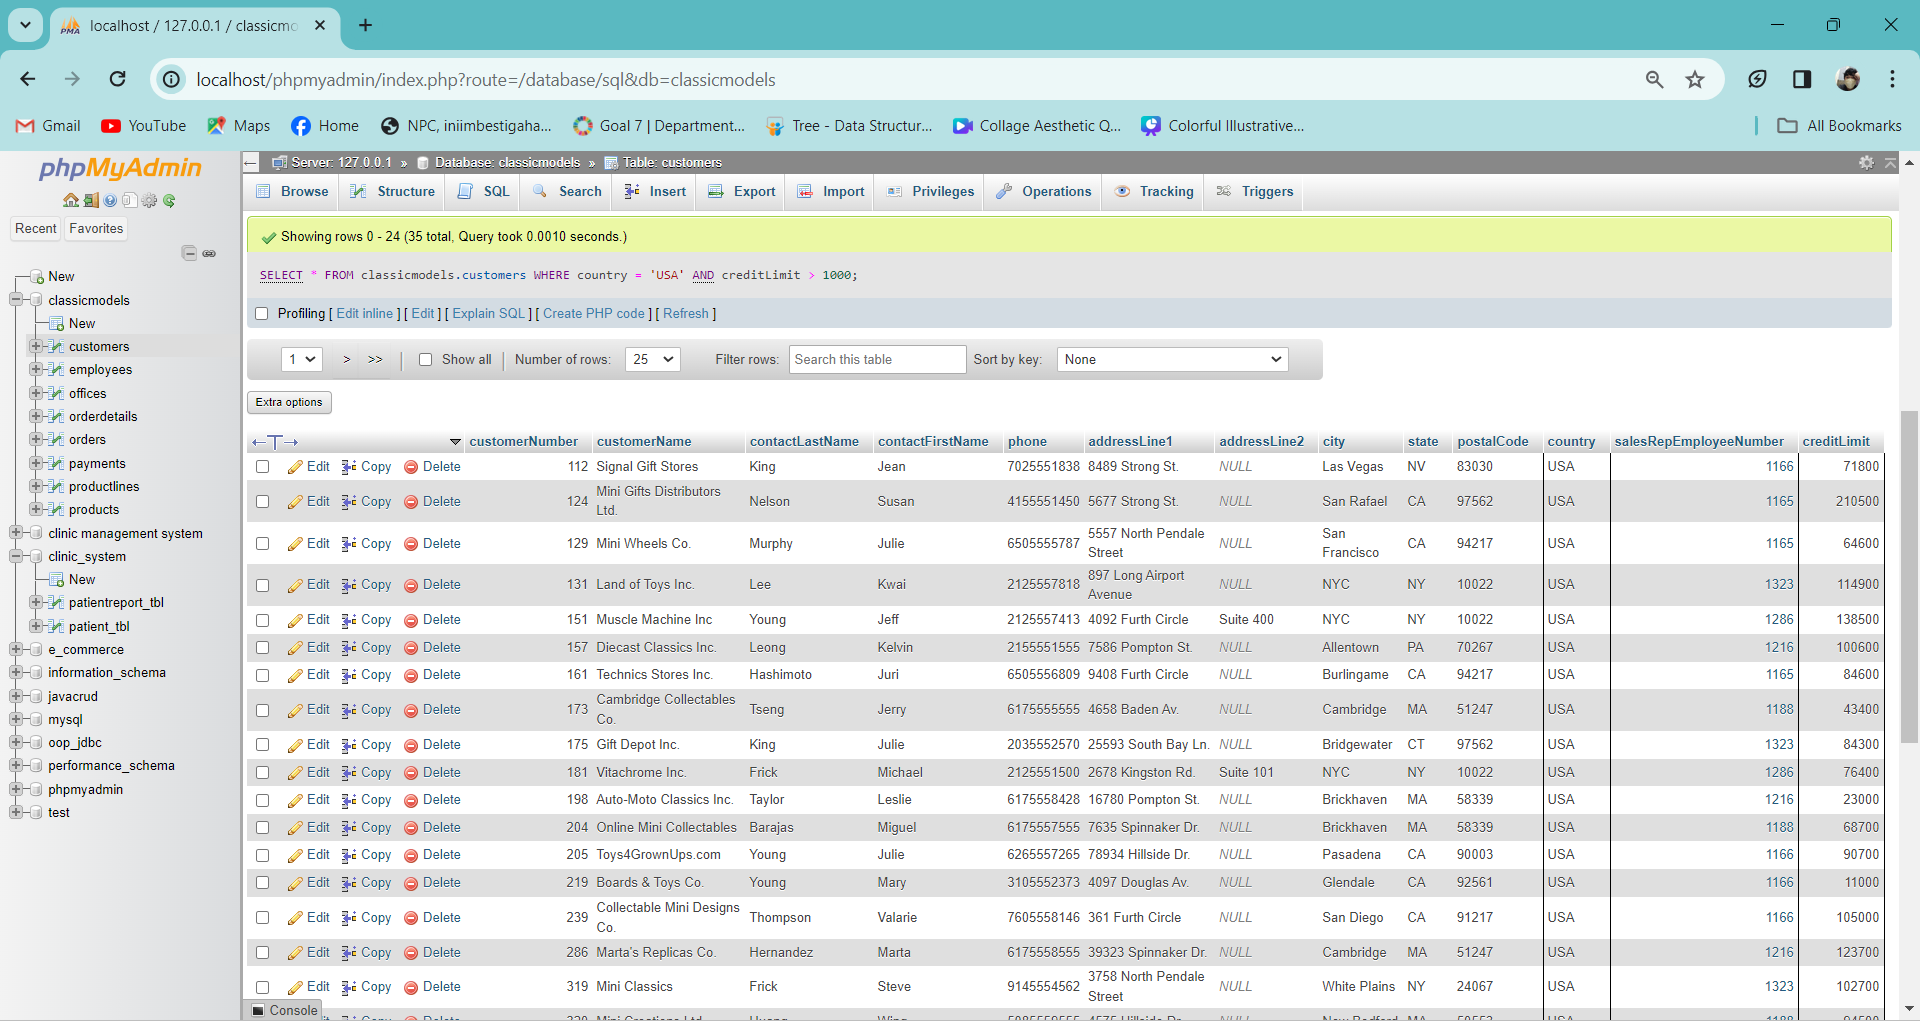 localhost / 127.0.0.1 / classicmo
localhost/phpmyadmin/index.php?route=/database/sql&db=classicmodels
Gmail YouTube Maps Home NPC, iniimbestigaha... Goal 7 | Department... Tree - Data Structur... Collage Aesthetic Q... Colorful Illustrative... All Bookmarks
phpMyAdmin
Recent Favorites
New
classicmodels
New
customers
employees
offices
orderdetails
orders
payments
productlines
products
clinic management system
clinic_system
New
patientreport_tbl
patient_tbl
e_commerce
information_schema
javacrud
mysql
oop_jdbc
performance_schema
phpmyadmin
test
Server: 127.0.0.1 » Database: classicmodels » Table: customers
Browse Structure SQL Search Insert Export Import Privileges Operations Tracking Triggers
Showing rows 0 - 24 (35 total, Query took 0.0010 seconds.)
SELECT * FROM classicmodels.customers WHERE country = 'USA' AND creditLimit > 1000;
Profiling [ Edit inline ] [ Edit ] [ Explain SQL ] [ Create PHP code ] [ Refresh ]
1 > >> | Show all | Number of rows: 25 Filter rows: Search this table Sort by key: None
Extra options
←T→ customerNumber customerName contactLastName contactFirstName phone addressLine1 addressLine2 city state postalCode country salesRepEmployeeNumber creditLimit
Edit Copy Delete 112 Signal Gift Stores King Jean 7025551838 8489 Strong St. NULL Las Vegas NV 83030 USA 1166 71800
Edit Copy Delete 124 Mini Gifts Distributors Ltd. Nelson Susan 4155551450 5677 Strong St. NULL San Rafael CA 97562 USA 1165 210500
Edit Copy Delete 129 Mini Wheels Co. Murphy Julie 6505555787 5557 North Pendale Street NULL San Francisco CA 94217 USA 1165 64600
Edit Copy Delete 131 Land of Toys Inc. Lee Kwai 2125557818 897 Long Airport Avenue NULL NYC NY 10022 USA 1323 114900
Edit Copy Delete 151 Muscle Machine Inc Young Jeff 2125557413 4092 Furth Circle Suite 400 NYC NY 10022 USA 1286 138500
Edit Copy Delete 157 Diecast Classics Inc. Leong Kelvin 2155551555 7586 Pompton St. NULL Allentown PA 70267 USA 1216 100600
Edit Copy Delete 161 Technics Stores Inc. Hashimoto Juri 6505556809 9408 Furth Circle NULL Burlingame CA 94217 USA 1165 84600
Edit Copy Delete 173 Cambridge Collectables Co. Tseng Jerry 6175555555 4658 Baden Av. NULL Cambridge MA 51247 USA 1188 43400
Edit Copy Delete 175 Gift Depot Inc. King Julie 2035552570 25593 South Bay Ln. NULL Bridgewater CT 97562 USA 1323 84300
Edit Copy Delete 181 Vitachrome Inc. Frick Michael 2125551500 2678 Kingston Rd. Suite 101 NYC NY 10022 USA 1286 76400
Edit Copy Delete 198 Auto-Moto Classics Inc. Taylor Leslie 6175558428 16780 Pompton St. NULL Brickhaven MA 58339 USA 1216 23000
Edit Copy Delete 204 Online Mini Collectables Barajas Miguel 6175557555 7635 Spinnaker Dr. NULL Brickhaven MA 58339 USA 1188 68700
Edit Copy Delete 205 Toys4GrownUps.com Young Julie 6265557265 78934 Hillside Dr. NULL Pasadena CA 90003 USA 1166 90700
Edit Copy Delete 219 Boards & Toys Co. Young Mary 3105552373 4097 Douglas Av. NULL Glendale CA 92561 USA 1166 11000
Edit Copy Delete 239 Collectable Mini Designs Co. Thompson Valarie 7605558146 361 Furth Circle NULL San Diego CA 91217 USA 1166 105000
Edit Copy Delete 286 Marta's Replicas Co. Hernandez Marta 6175558555 39323 Spinnaker Dr. NULL Cambridge MA 51247 USA 1216 123700
Edit Copy Delete 319 Mini Classics Frick Steve 9145554562 3758 North Pendale Street NULL White Plains NY 24067 USA 1323 102700
Console